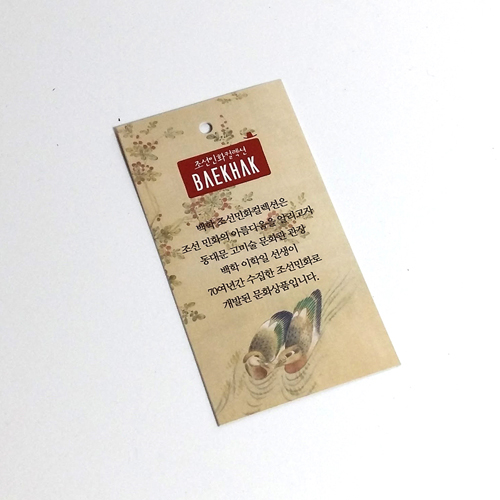 조선민화컬렉션
BAEKHAK
백학 조선민화컬렉션은
조선 민화의 아름다움을 알리고자
동대문 고미술 문화관 관장
백학 이학일 선생이
70여년간 수집한 조선민화로
개발된 문화상품입니다.